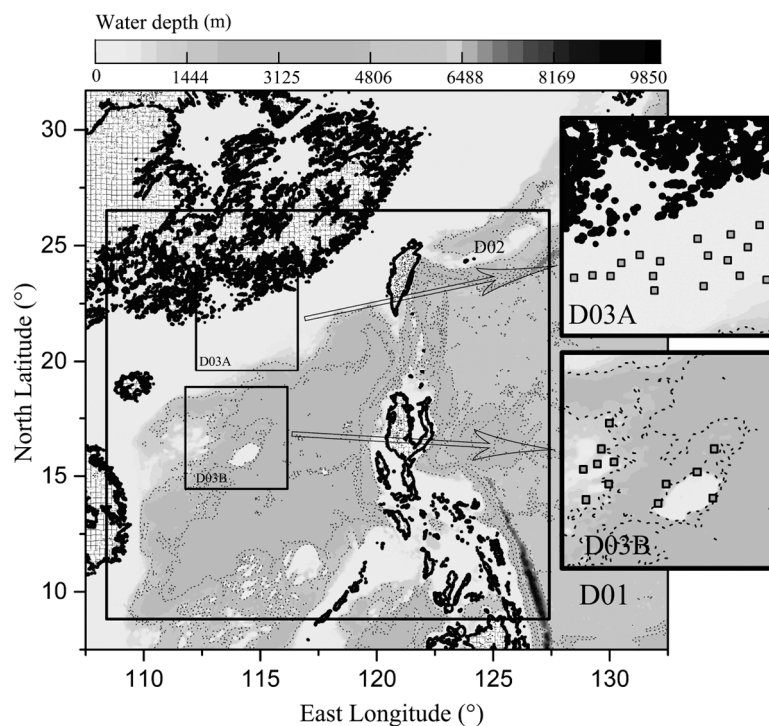 Water depth (m)
0 1444 3125 4806 6488 8169 9850
30
25
20
15
10
North Latitude (°)
D02
D03A
D03B
D03A
D03B
D01
110 115 120 125 130
East Longitude (°)